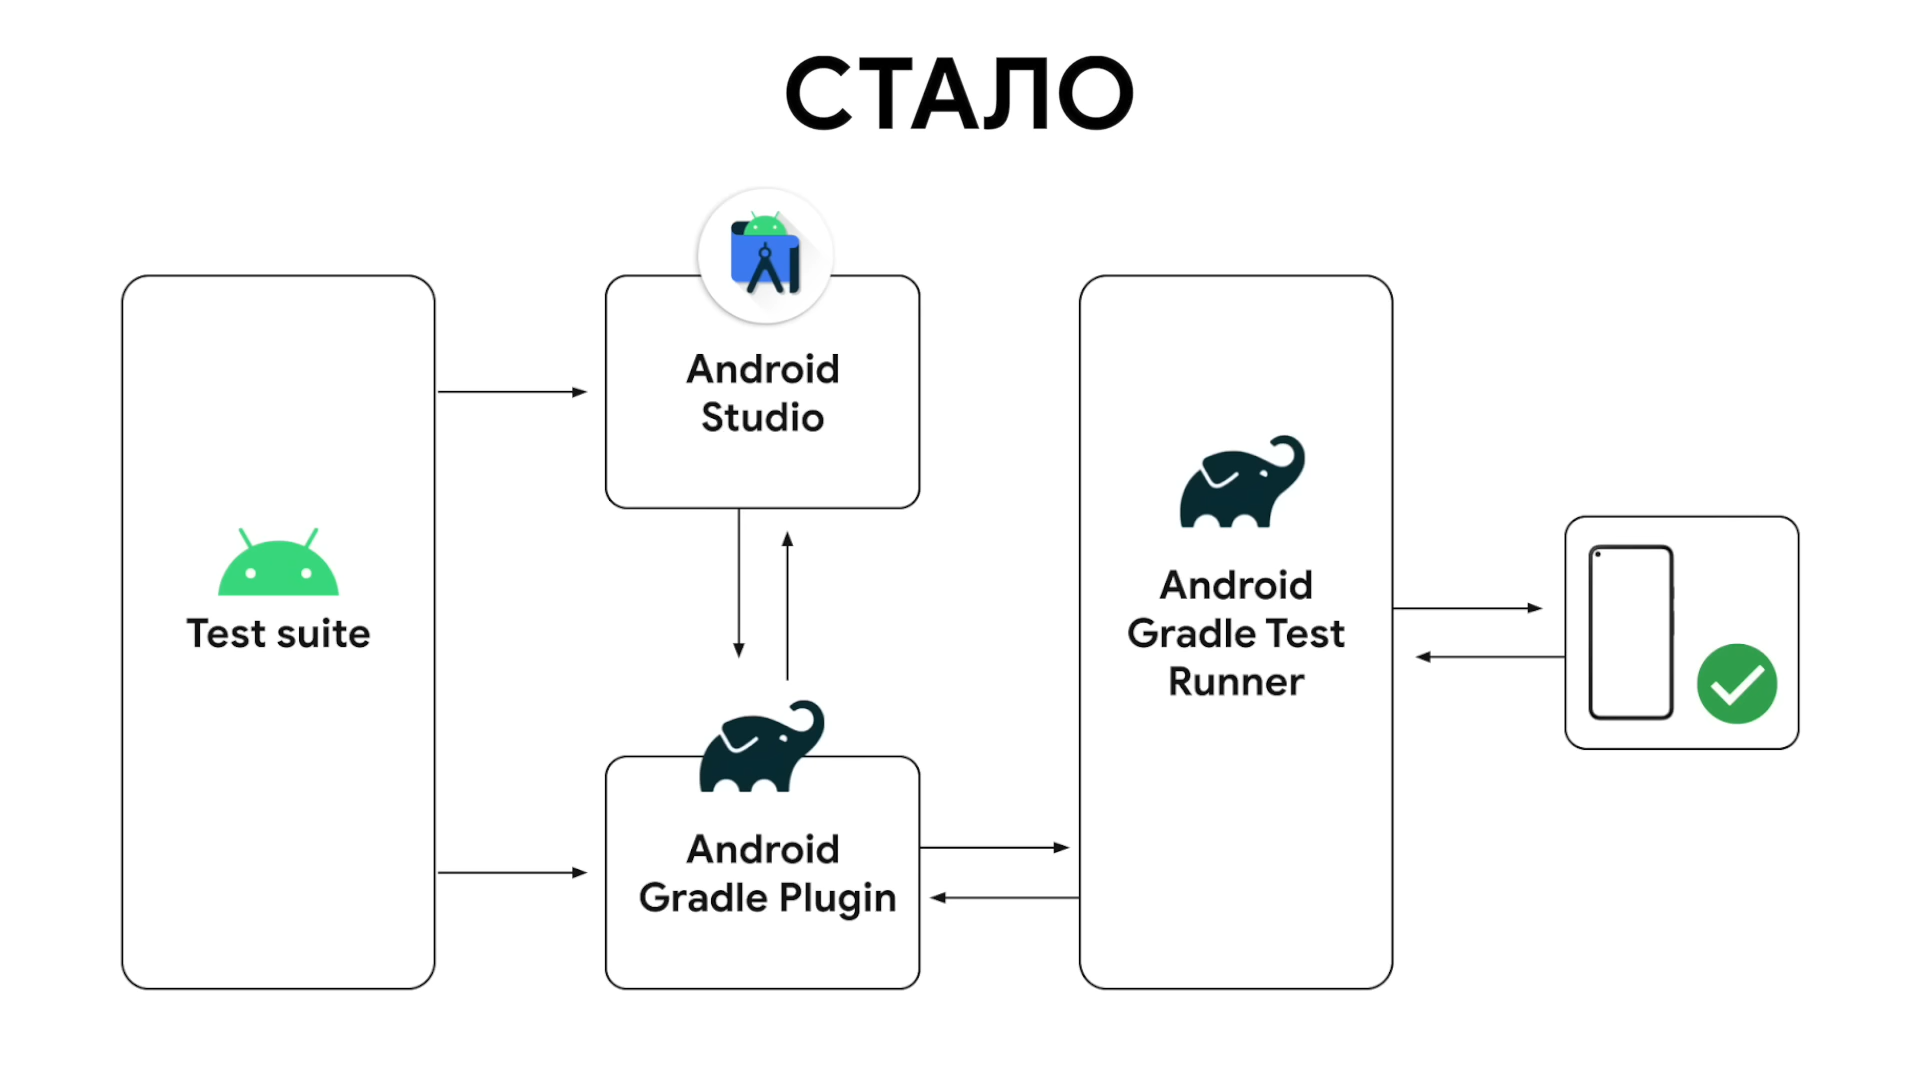 СТАЛО
Test suite
Android
Studio
Android
Gradle Plugin
Android
Gradle Test
Runner